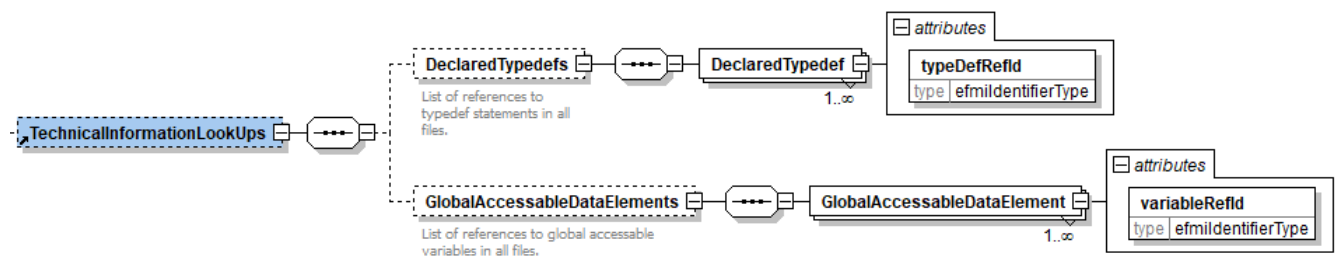 attributes
DeclaredTypedefs
DeclaredTypedef
typeDefRefId
type efmiIdentifierType
1..∞
List of references to
typedef statements in all
files.
TechnicalInformationLookUps
attributes
GlobalAccessableDataElements
GlobalAccessableDataElement
variableRefId
type efmiIdentifierType
1..∞
List of references to global accessable
variables in all files.